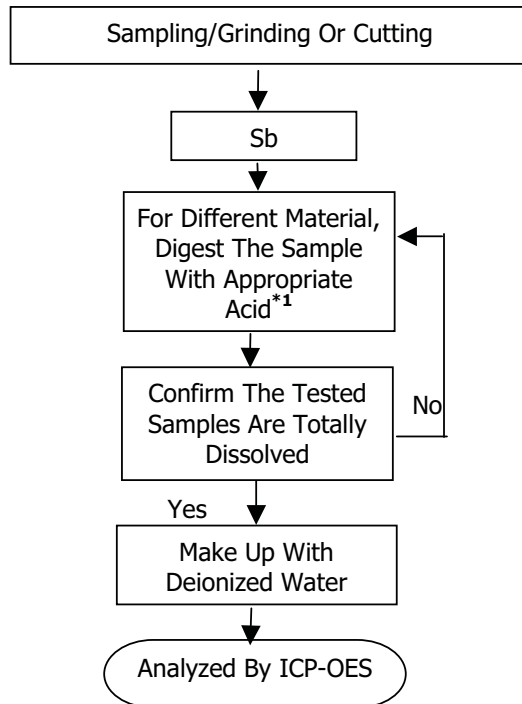 Sampling/Grinding Or Cutting
Sb
For Different Material,
Digest The Sample
With Appropriate
Acid*1
Confirm The Tested
Samples Are Totally
Dissolved
No
Yes
Make Up With
Deionized Water
Analyzed By ICP-OES